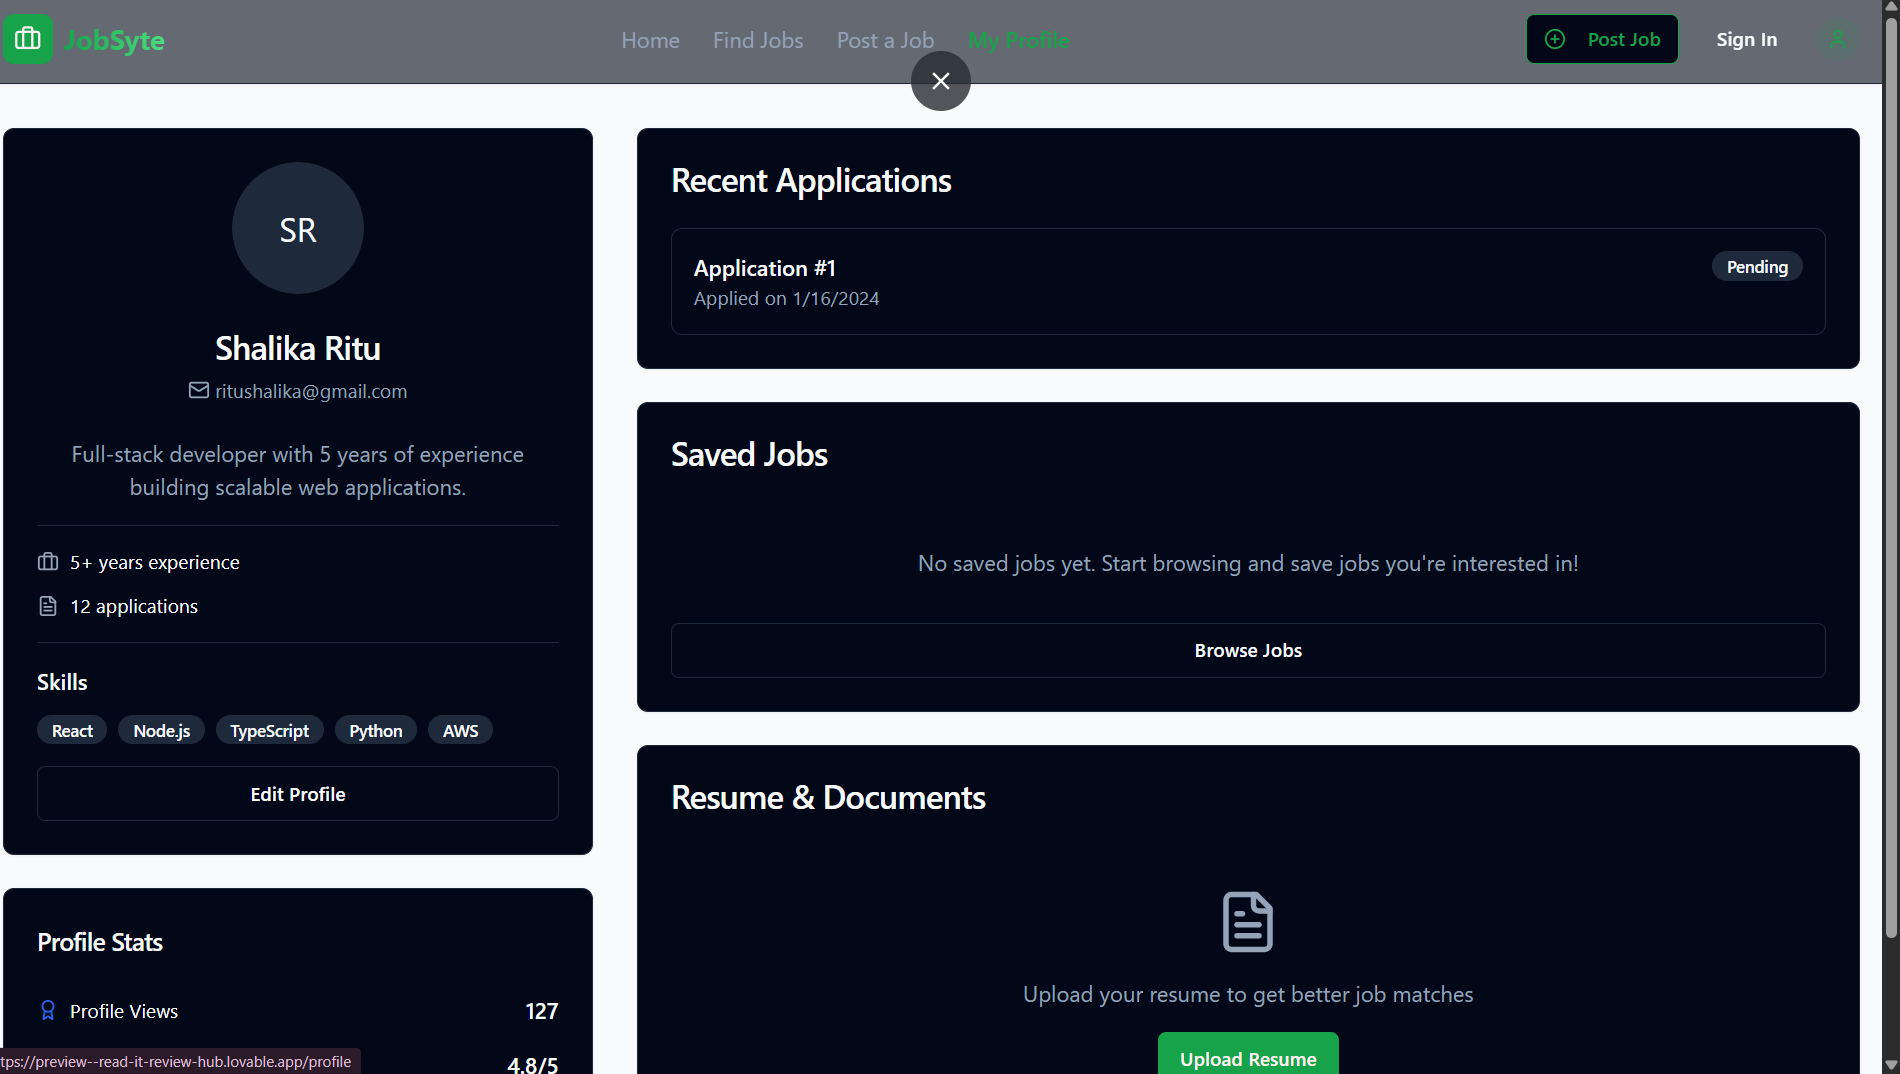 JobSyte
Home
Find Jobs
Post a Job
My Profile
Post Job
Sign In
SR
Shalika Ritu
ritushalika@gmail.com
Full-stack developer with 5 years of experience
building scalable web applications.
5+ years experience
12 applications
Skills
React
Node.js
TypeScript
Python
AWS
Edit Profile
Profile Stats
Profile Views
127
4.8/5
Recent Applications
Application #1
Pending
Applied on 1/16/2024
Saved Jobs
No saved jobs yet. Start browsing and save jobs you're interested in!
Browse Jobs
Resume & Documents
Upload your resume to get better job matches
Upload Resume
tps://preview--read-it-review-hub.lovable.app/profile